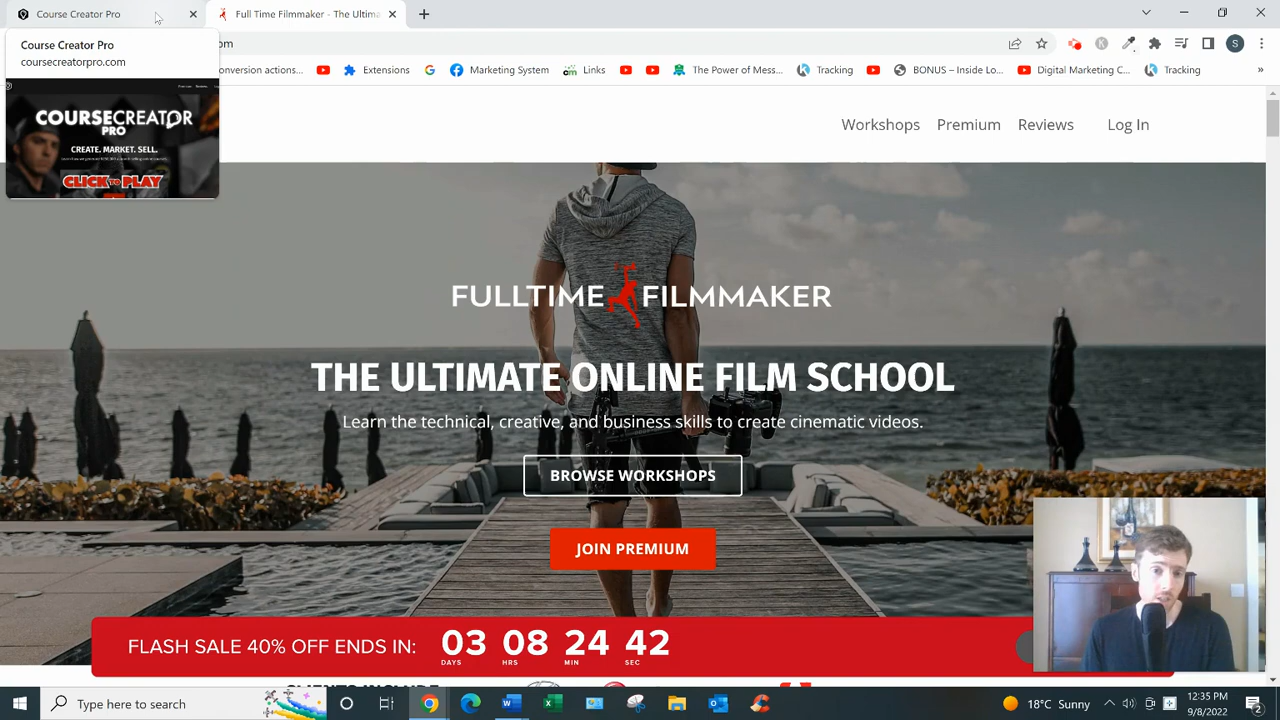 Course Creator Pro
Full Time Filmmaker - The Ultima
Course Creator Pro
coursecreatorpro.com
om
onversion actions...
Extensions
Marketing System
Links
The Power of Mess...
Tracking
BONUS – Inside Lo...
Digital Marketing C...
Tracking
»
COURSECREATOR
PRO
CREATE. MARKET. SELL.
CLICK TO PLAY
Workshops
Premium
Reviews
Log In
FULLTIME FILMMAKER
THE ULTIMATE ONLINE FILM SCHOOL
Learn the technical, creative, and business skills to create cinematic videos.
BROWSE WORKSHOPS
JOIN PREMIUM
FLASH SALE 40% OFF ENDS IN:
03 08 24 42
DAYS HRS MIN SEC
Type here to search
18°C Sunny
12:35 PM
9/8/2022
2